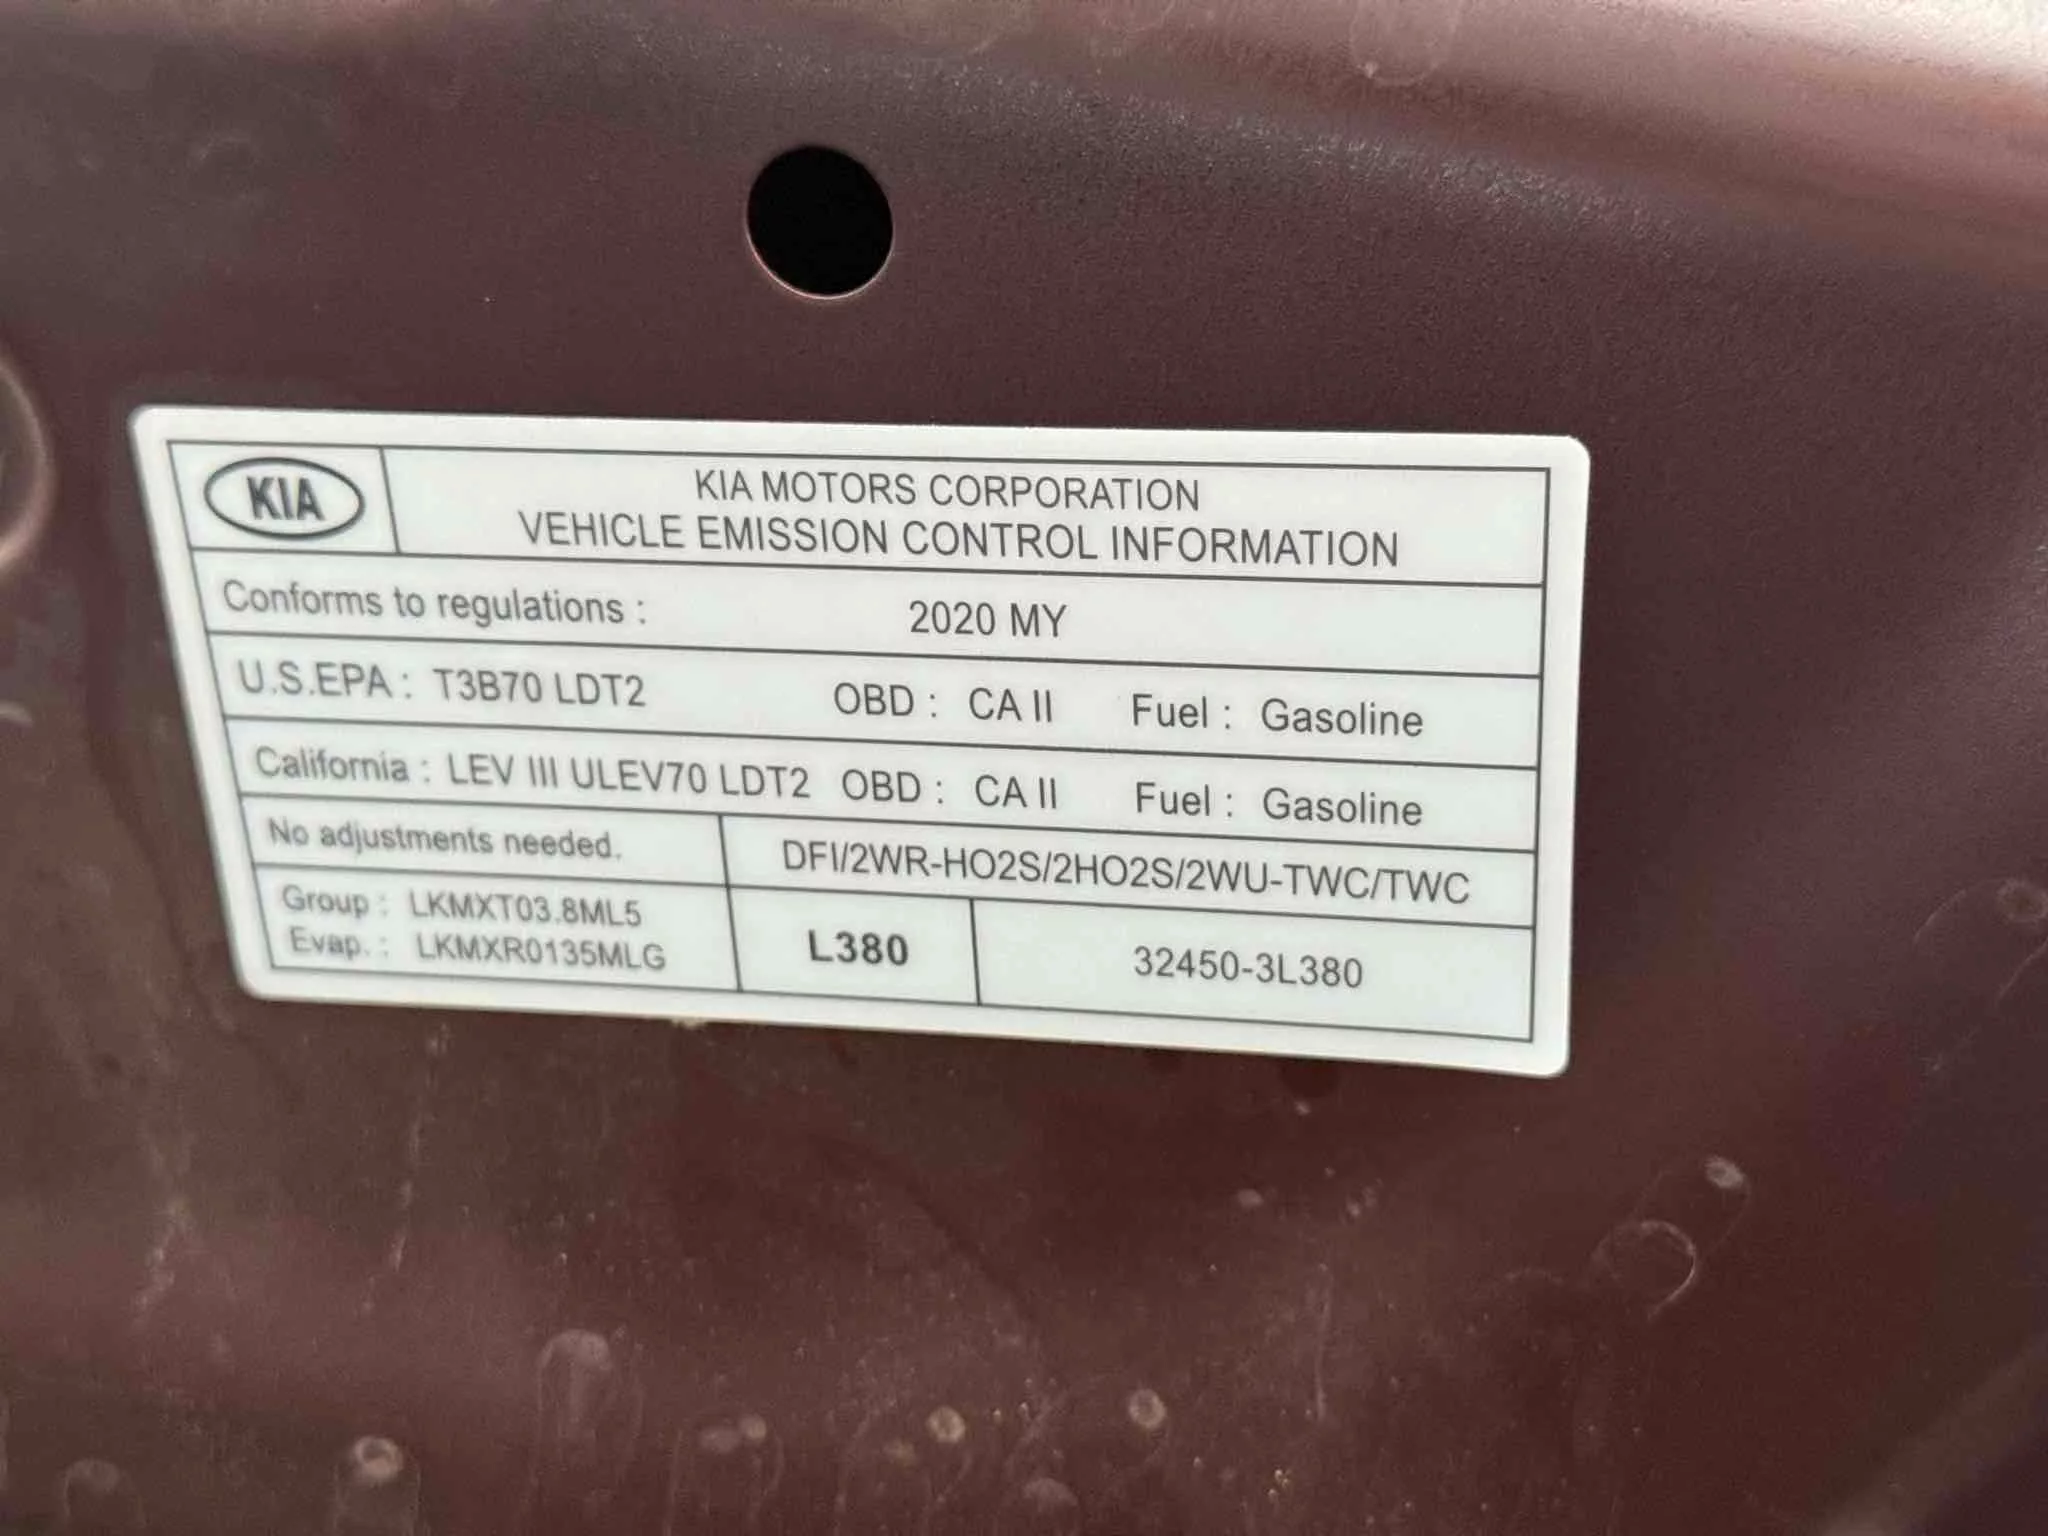 KIA
KIA MOTORS CORPORATION
VEHICLE EMISSION CONTROL INFORMATION
Conforms to regulations : 2020 MY
U.S.EPA : T3B70 LDT2 OBD : CA II Fuel : Gasoline
California : LEV III ULEV70 LDT2 OBD : CA II Fuel : Gasoline
No adjustments needed. DFI/2WR-HO2S/2HO2S/2WU-TWC/TWC
Group : LKMXT03.8ML5
Evap. : LKMXR0135MLG
L380
32450-3L380